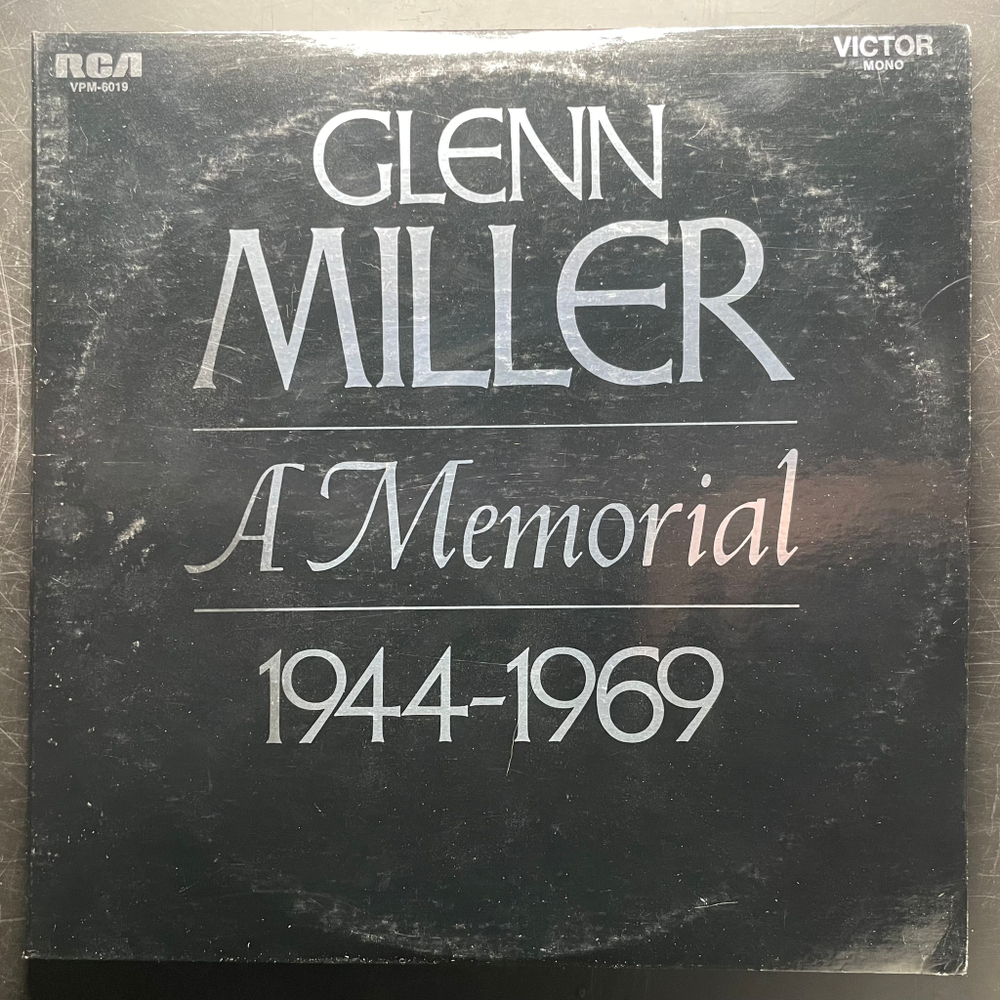 RCA
VPM-6019
VICTOR
MONO
GLENN
MILLER
A Memorial
1944-1969